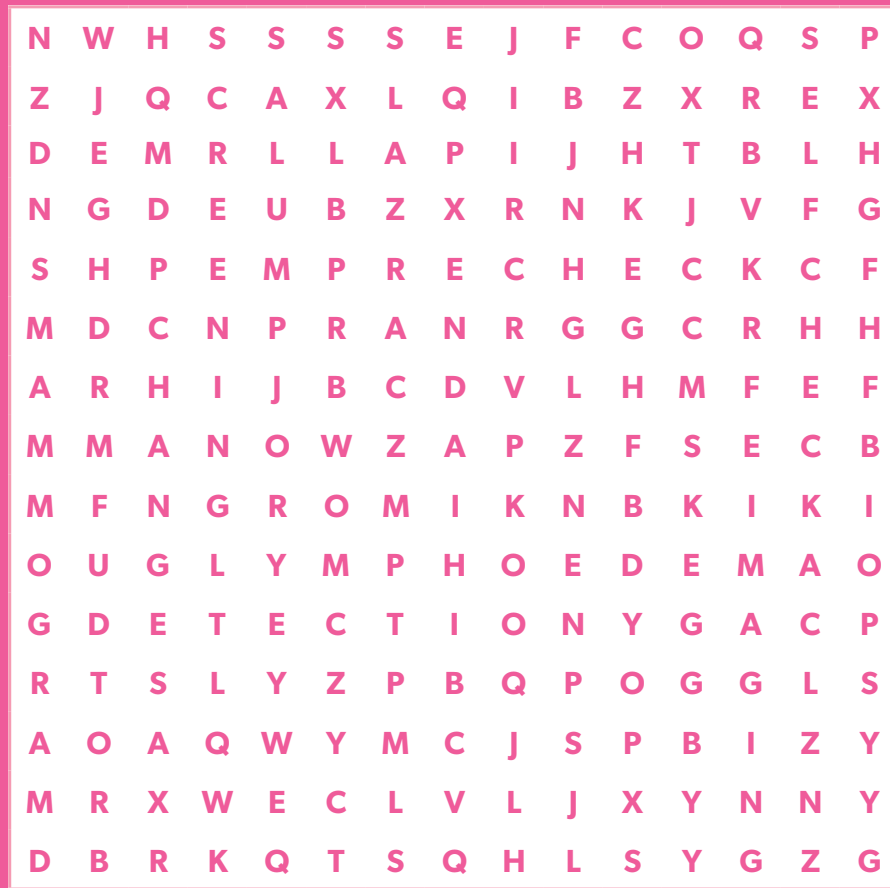 N W H S S S S E J F C O Q S P
Z J Q C A X L Q I B Z X R E X
D E M R L L A P I J H T B L H
N G D E U B Z X R N K J V F G
S H P E M P R E C H E C K C F
M D C N P R A N R G G C R H H
A R H I J B C D V L H M F E F
M M A N O W Z A P Z F S E C B
M F N G R O M I K N B K I K I
O U G L Y M P H O E D E M A O
G D E T E C T I O N Y G A C P
R T S L Y Z P B Q P O G G L S
A O A Q W Y M C J S P B I Z Y
M R X W E C L V L J X Y N N Y
D B R K Q T S Q H L S Y G Z G